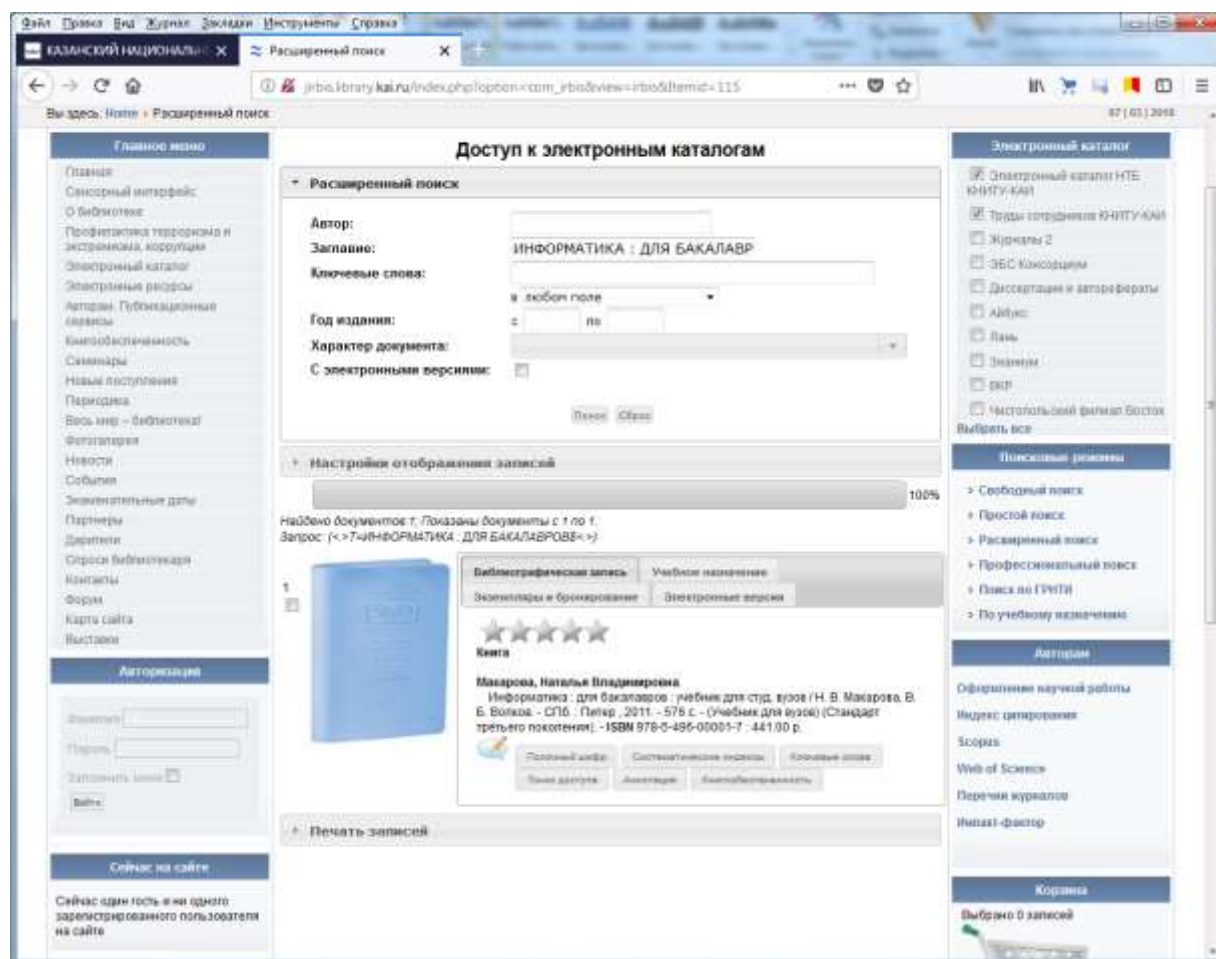 Файл Правка Вид Журнал Закладки Инструменты Справка
КАЗАНСКИЙ НАЦИОНАЛЬН
Расширенный поиск
jirbis.library.kai.ru/index.php?option=com_irbis&view=irbis&Itemid=115
Вы здесь: Home Расширенный поиск
07 | 03 | 2018
Главное меню
Главная
Сенсорный интерфейс
О библиотеке
Профилактика терроризма и
экстремизма, коррупции
Электронный каталог
Электронные ресурсы
Авторам. Публикационные
сервисы
Книгообеспеченность
Семинары
Новые поступления
Периодика
Весь мир – библиотека!
Фотогалерея
Новости
События
Знаменательные даты
Партнеры
Дарители
Спроси библиотекаря
Контакты
Форум
Карта сайта
Выставки
Авторизация
Пароль
Запомнить меня
Войти
Сейчас на сайте
Сейчас один гость и ни одного
зарегистрированного пользователя
на сайте
Доступ к электронным каталогам
Расширенный поиск
Автор:
Заглавие: ИНФОРМАТИКА : ДЛЯ БАКАЛАВР
Ключевые слова:
в любом поле
Год издания: с по
Характер документа:
С электронными версиями:
Поиск Сброс
Настройки отображения записей
100%
Найдено документов 1, Показаны документы с 1 по 1.
Запрос: (<.>T=ИНФОРМАТИКА : ДЛЯ БАКАЛАВРОВ$<.>)
1
Библиографическая запись Учебное назначение
Экземпляры и бронирование Электронные версии
Книга
Макарова, Наталья Владимировна.
Информатика : для бакалавров : учебник для студ. вузов / Н. В. Макарова, В.
Б. Волков. - СПб. : Питер , 2011. - 576 с. - (Учебник для вузов) (Стандарт
третьего поколения). - ISBN 978-5-496-00001-7 : 441.00 р.
Полочный шифр Систематические индексы Ключевые слова
Точки доступа Аннотация Книгообеспеченность
Печать записей
Электронный каталог
Электронный каталог НТБ
КНИТУ-КАИ
Труды сотрудников КНИТУ-КАИ
Журналы 2
ЭБС Консорциум
Диссертации и авторефераты
Айбукс
Лань
Знаниум
ВКР
Чистопольский филиал Восток
Выбрать все
Поисковые режимы
Свободный поиск
Простой поиск
Расширенный поиск
Профессиональный поиск
Поиск по ГРНТИ
По учебному назначению
Авторам
Оформление научной работы
Индекс цитирования
Scopus
Web of Science
Перечни журналов
Импакт-фактор
Корзина
Выбрано 0 записей